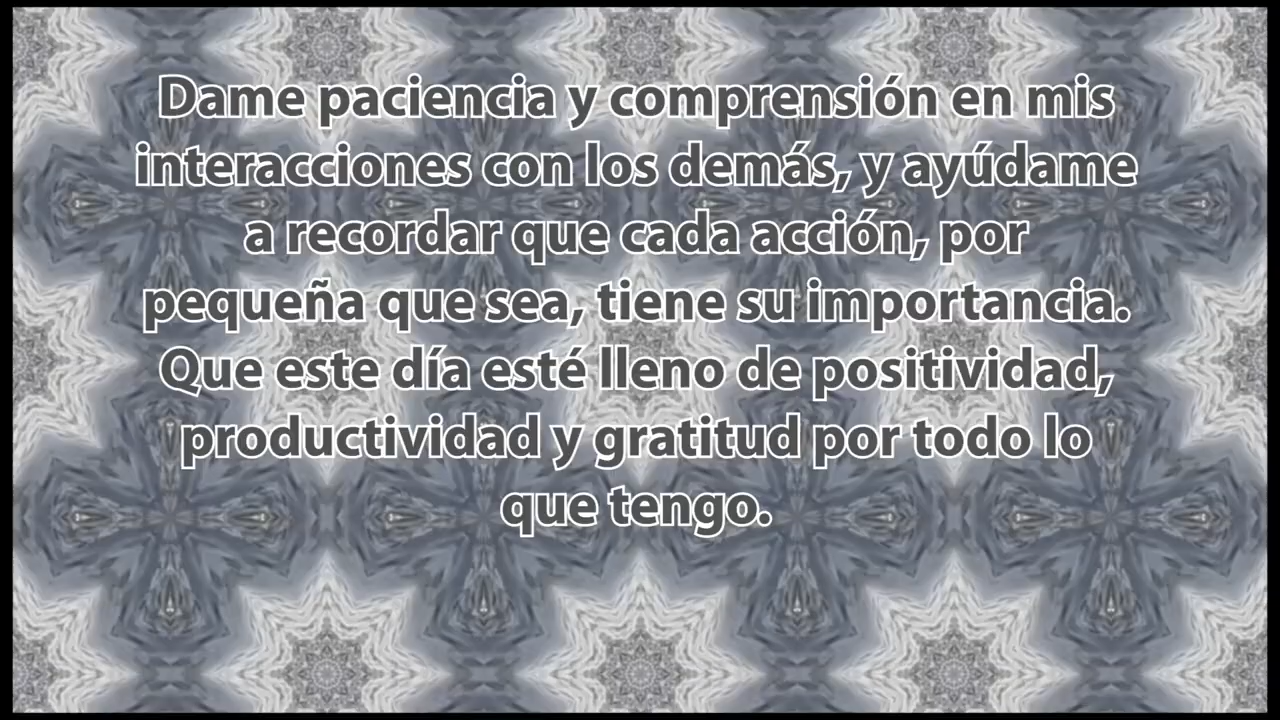 Dame paciencia y comprensión en mis
interacciones con los demás, y ayúdame
a recordar que cada acción, por
pequeña que sea, tiene su importancia.
Que este día esté lleno de positividad,
productividad y gratitud por todo lo
que tengo.